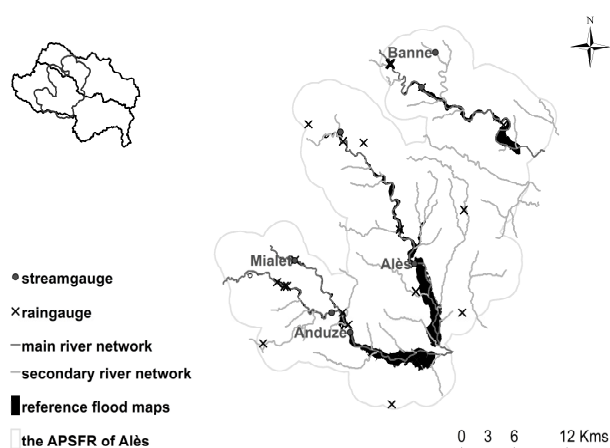 N
Banne
Mialet
Alès
Anduze
streamgauge
raingauge
main river network
secondary river network
reference flood maps
the APSFR of Alès
0 3 6 12 Kms